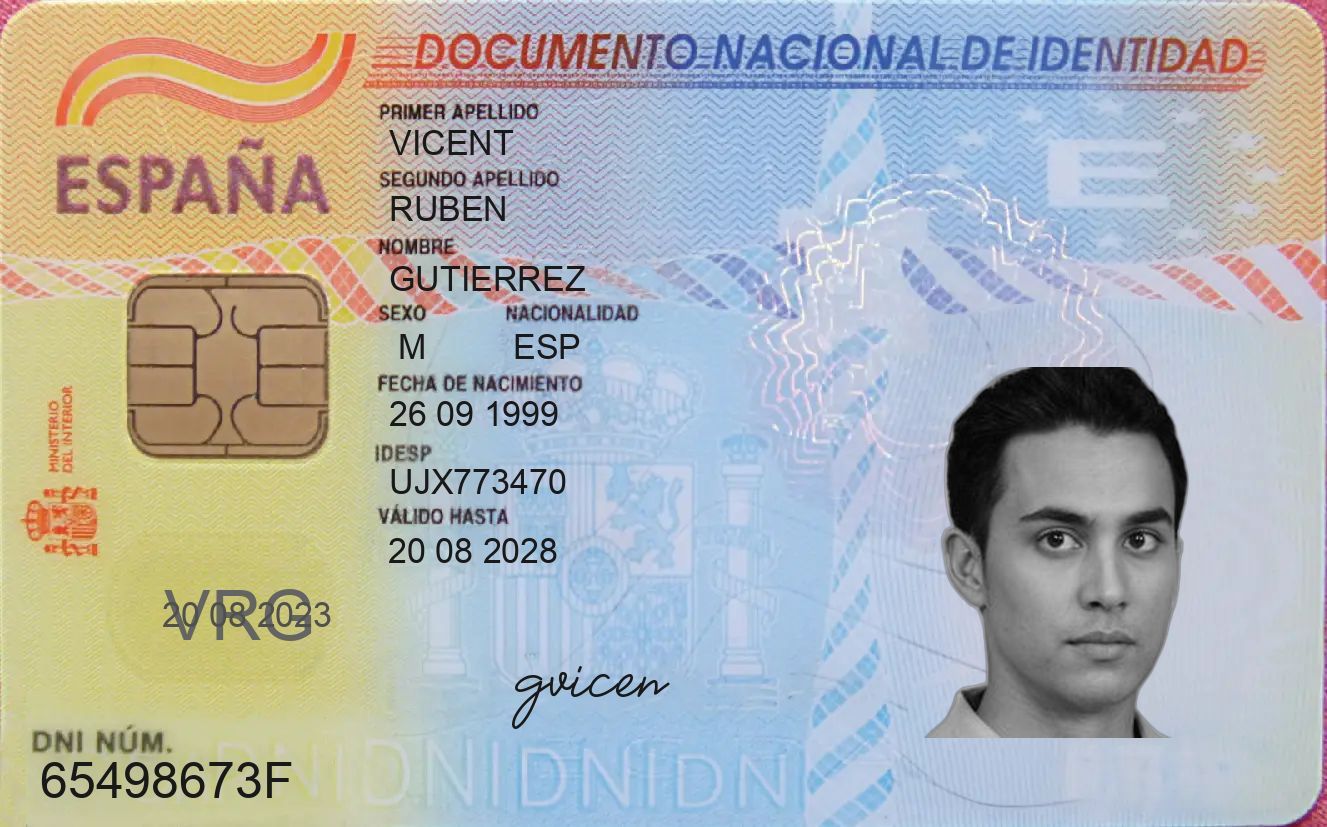 DOCUMENTO NACIONAL DE IDENTIDAD
ESPAÑA
PRIMER APELLIDO
VICENT
SEGUNDO APELLIDO
RUBEN
NOMBRE
GUTIERREZ
SEXO NACIONALIDAD
M ESP
FECHA DE NACIMIENTO
26 09 1999
IDESP
UJX773470
VÁLIDO HASTA
20 08 2028
MINISTERIO
DEL INTERIOR
E
VRG
20 08 2023
gvicen
DNI NÚM.
65498673F
DNIDNIDNIDNI